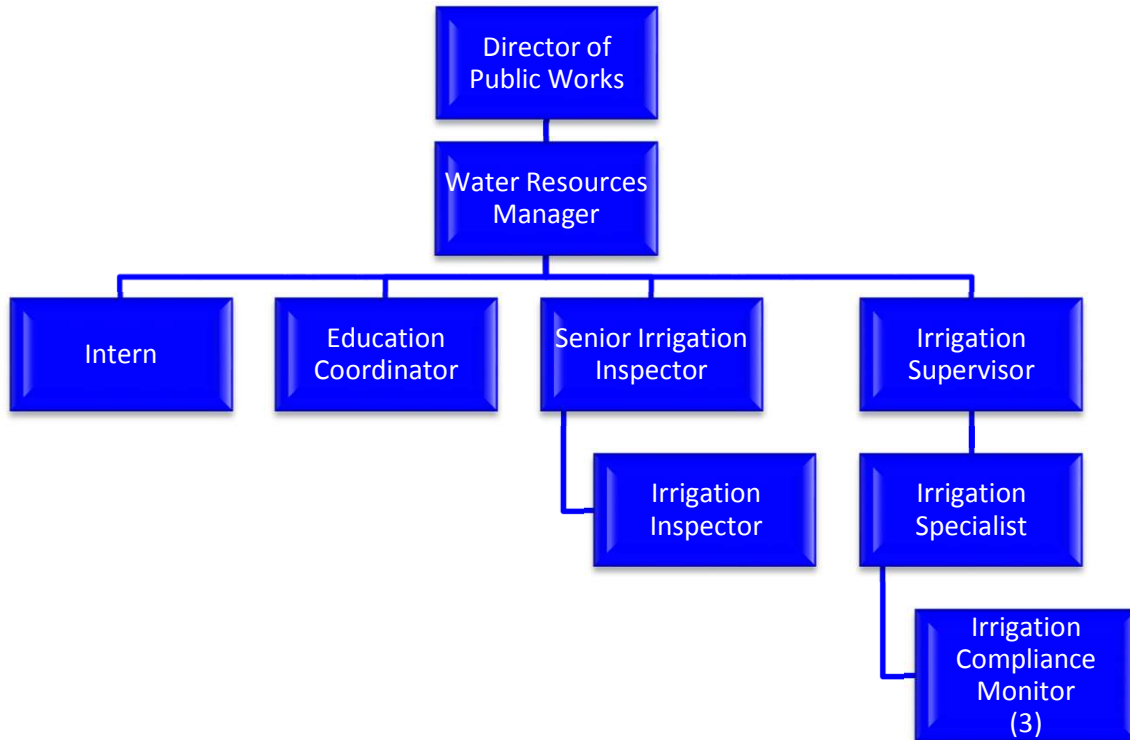 Director of
Public Works
Water Resources
Manager
Intern
Education
Coordinator
Senior Irrigation
Inspector
Irrigation
Supervisor
Irrigation
Inspector
Irrigation
Specialist
Irrigation
Compliance
Monitor
(3)